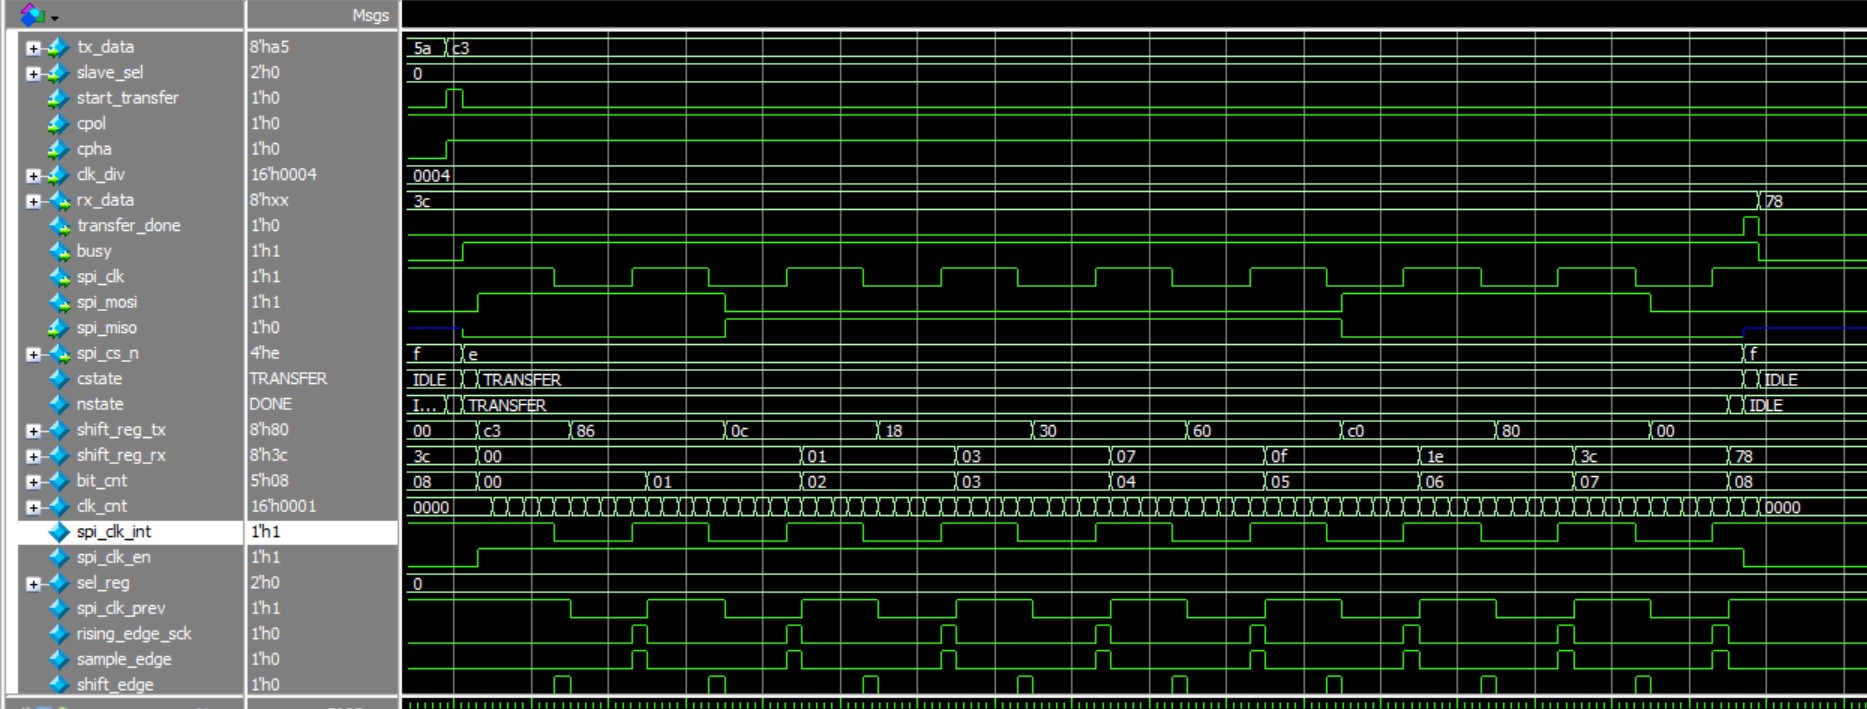 Msgs
tx_data 8'ha5 5a c3
slave_sel 2'h0 0
start_transfer 1'h0
cpol 1'h0
cpha 1'h0
clk_div 16'h0004 0004
rx_data 8'hxx 3c 78
transfer_done 1'h0
busy 1'h1
spi_clk 1'h1
spi_mosi 1'h1
spi_miso 1'h0
spi_cs_n 4'he f e f
cstate TRANSFER IDLE TRANSFER IDLE
nstate DONE I... TRANSFER IDLE
shift_reg_tx 8'h80 00 c3 86 0c 18 30 60 c0 80 00
shift_reg_rx 8'h3c 3c 00 01 03 07 0f 1e 3c 78
bit_cnt 5'h08 08 00 01 02 03 04 05 06 07 08
clk_cnt 16'h0001 0000 0000
spi_clk_int 1'h1
spi_clk_en 1'h1
sel_reg 2'h0 0
spi_clk_prev 1'h1
rising_edge_sck 1'h0
sample_edge 1'h0
shift_edge 1'h0